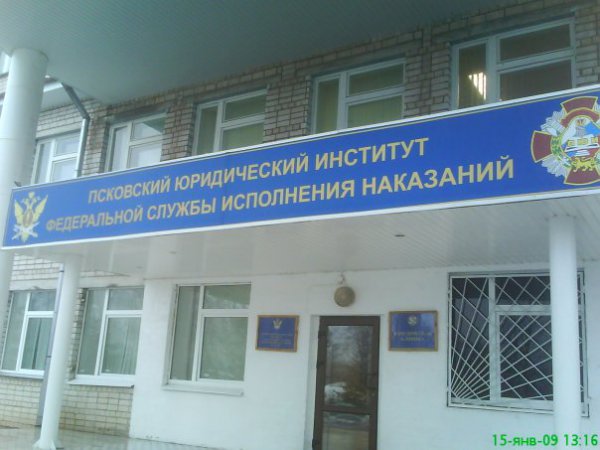 ПСКОВСКИЙ ЮРИДИЧЕСКИЙ ИНСТИТУТ
ФЕДЕРАЛЬНОЙ СЛУЖБЫ ИСПОЛНЕНИЯ НАКАЗАНИЙ
15-янв-09 13:16